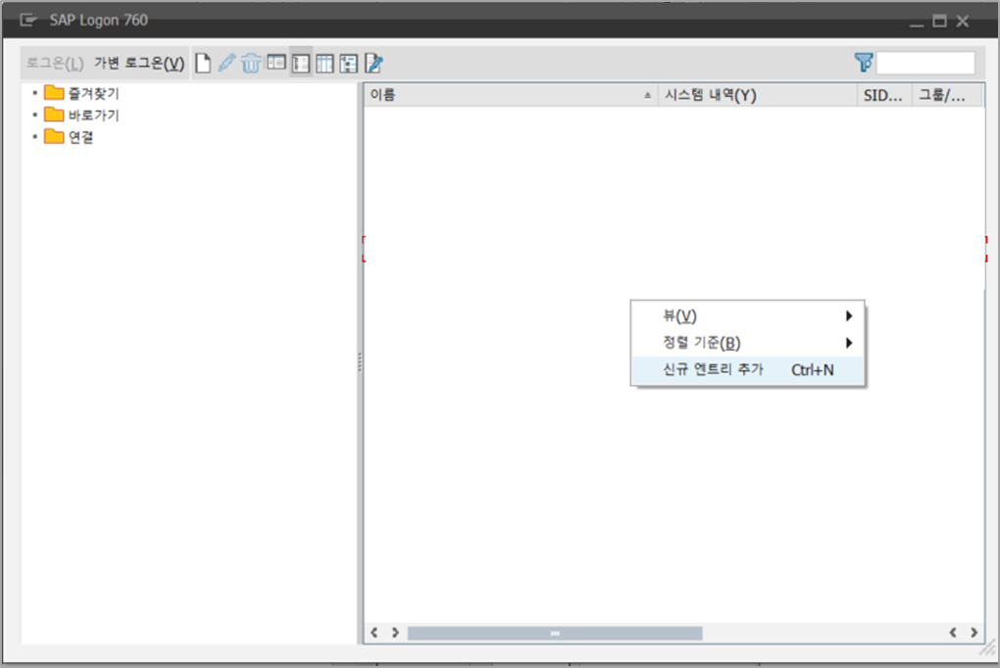 SAP Logon 760
로그온(L) 가변 로그온(V)
즐겨찾기
바로가기
연결
이름 시스템 내역(Y) SID... 그룹/...
뷰(V)
정렬 기준(B)
신규 엔트리 추가 Ctrl+N